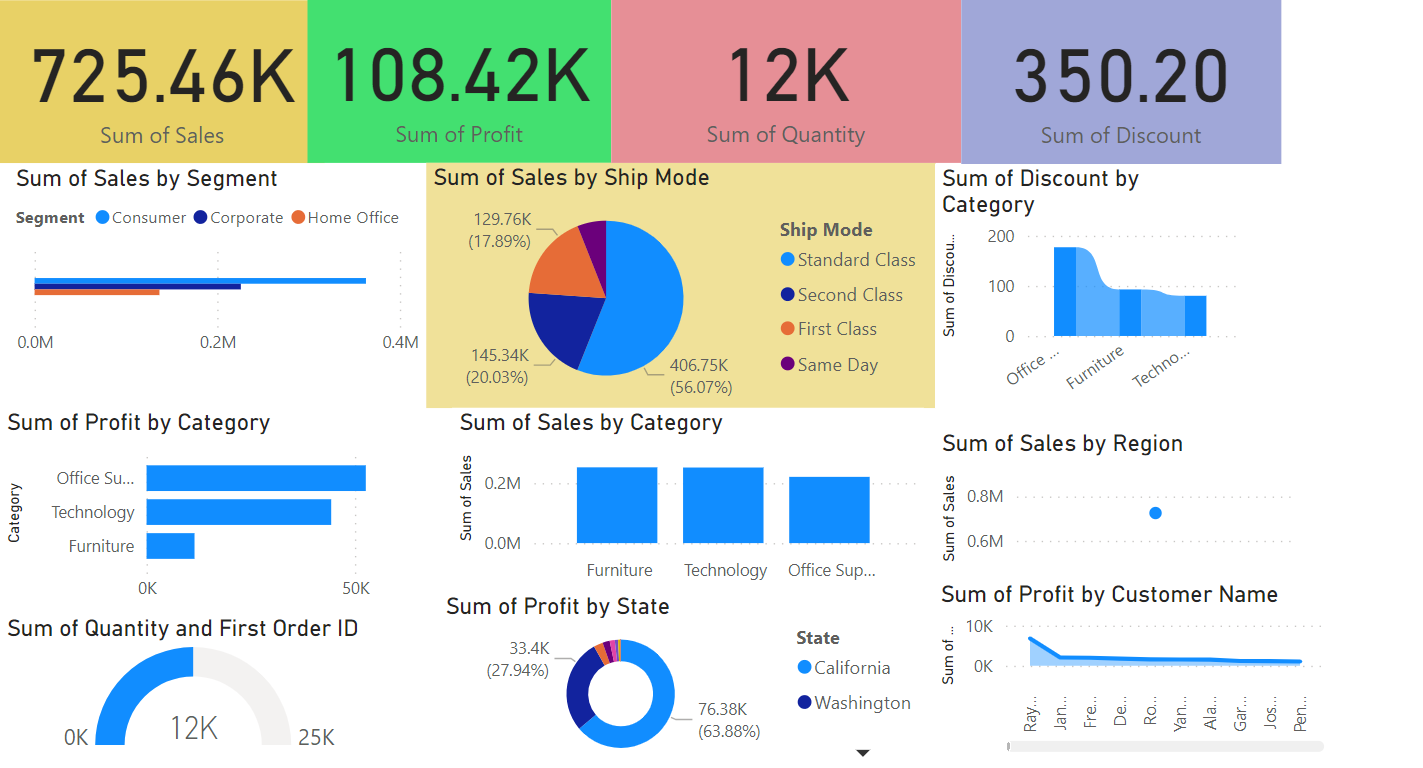 725.46K
Sum of Sales
108.42K
Sum of Profit
12K
Sum of Quantity
350.20
Sum of Discount
Sum of Sales by Segment
Segment Consumer Corporate Home Office
0.0M 0.2M 0.4M
Sum of Sales by Ship Mode
129.76K
(17.89%)
145.34K
(20.03%)
406.75K
(56.07%)
Ship Mode
Standard Class
Second Class
First Class
Same Day
Sum of Discount by
Category
Sum of Discou...
200
100
0
Office ...
Furniture
Techno...
Sum of Profit by Category
Category
Office Su...
Technology
Furniture
0K 50K
Sum of Sales by Category
Sum of Sales
0.2M
0.0M
Furniture Technology Office Sup...
Sum of Sales by Region
Sum of Sales
0.8M
0.6M
Sum of Quantity and First Order ID
0K 12K 25K
Sum of Profit by State
33.4K
(27.94%)
76.38K
(63.88%)
State
California
Washington
Sum of Profit by Customer Name
Sum of ...
10K
0K
Ray...
Jan...
Fre...
De...
Ro...
Yan...
Ala...
Gar...
Jos...
Pen...